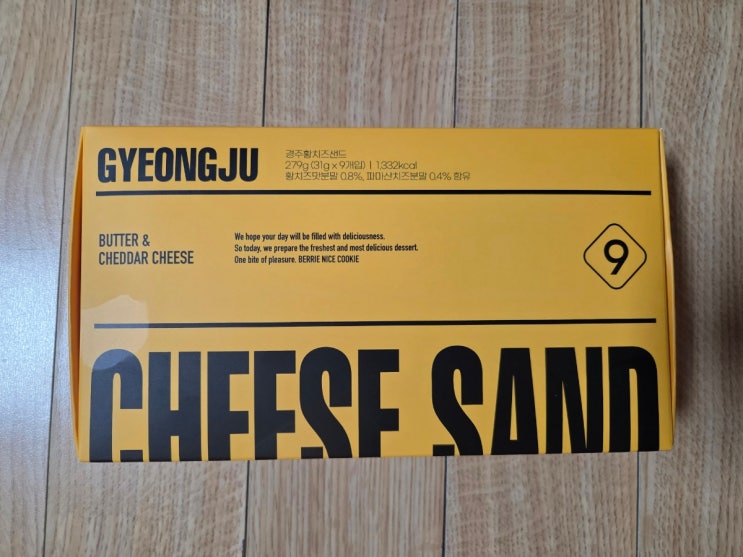 GYEONGJU
경주황치즈샌드
279g (31g x 9개입) | 1,332kcal
황치즈맛분말 0.8%, 파마산치즈분말 0.4% 함유
BUTTER &
CHEDDAR CHEESE
We hope your day will be filled with deliciousness.
So today, we prepare the freshest and most delicious dessert.
One bite of pleasure. BERRIE NICE COOKIE
9
CHEESE SAND